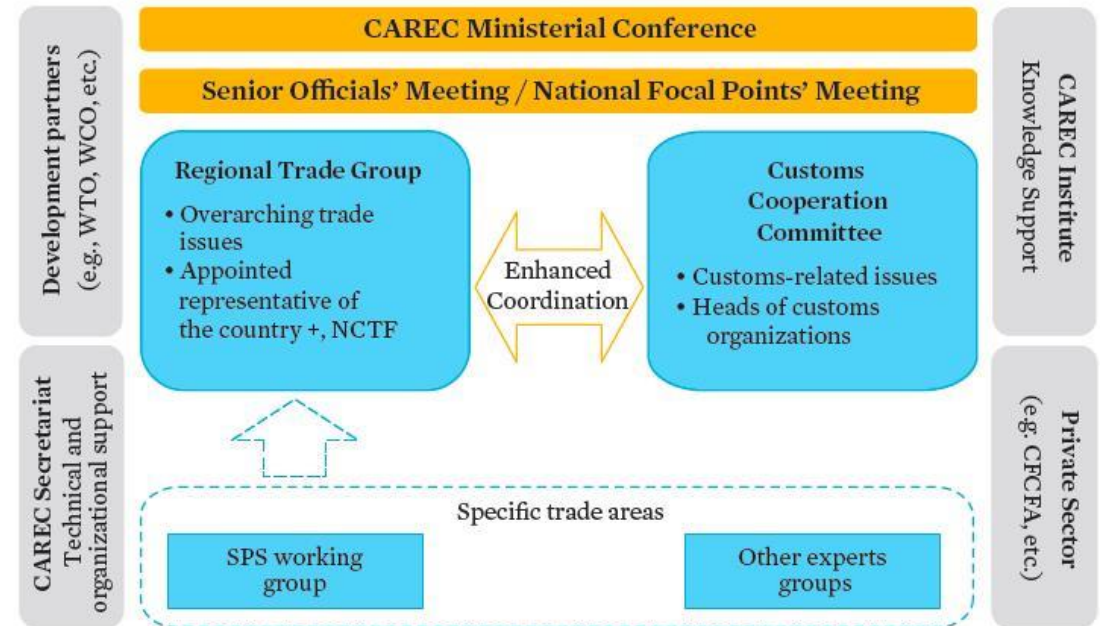 CAREC Ministerial Conference
Senior Officials’ Meeting / National Focal Points’ Meeting
Development partners
(e.g., WTO, WCO, etc.)
CAREC Secretariat
Technical and
organizational support
Regional Trade Group
• Overarching trade
issues
• Appointed
representative of
the country +, NCTF
Enhanced
Coordination
Customs
Cooperation
Committee
• Customs-related issues
• Heads of customs
organizations
CAREC Institute
Knowledge Support
Private Sector
(e.g. CFCFA, etc.)
Specific trade areas
SPS working
group
Other experts
groups